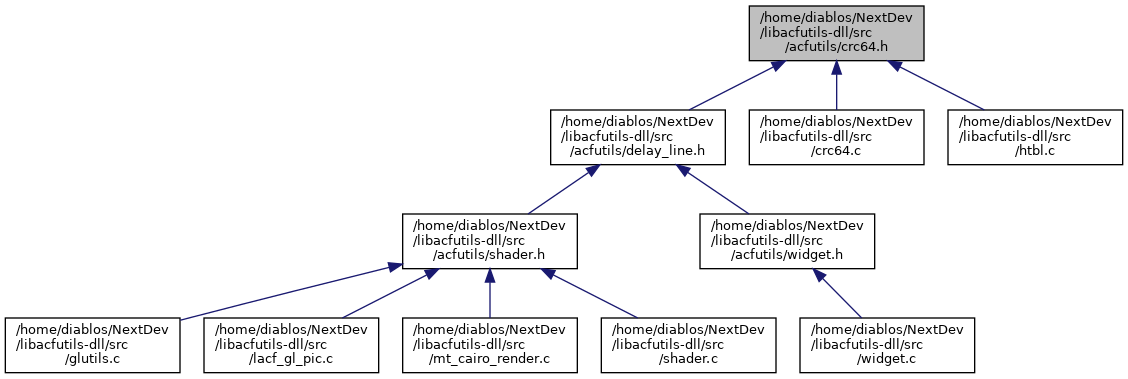 /home/diablos/NextDev
/libacfutils-dll/src
/acfutils/crc64.h
/home/diablos/NextDev
/libacfutils-dll/src
/acfutils/delay_line.h
/home/diablos/NextDev
/libacfutils-dll/src
/crc64.c
/home/diablos/NextDev
/libacfutils-dll/src
/htbl.c
/home/diablos/NextDev
/libacfutils-dll/src
/acfutils/shader.h
/home/diablos/NextDev
/libacfutils-dll/src
/acfutils/widget.h
/home/diablos/NextDev
/libacfutils-dll/src
/glutils.c
/home/diablos/NextDev
/libacfutils-dll/src
/lacf_gl_pic.c
/home/diablos/NextDev
/libacfutils-dll/src
/mt_cairo_render.c
/home/diablos/NextDev
/libacfutils-dll/src
/shader.c
/home/diablos/NextDev
/libacfutils-dll/src
/widget.c